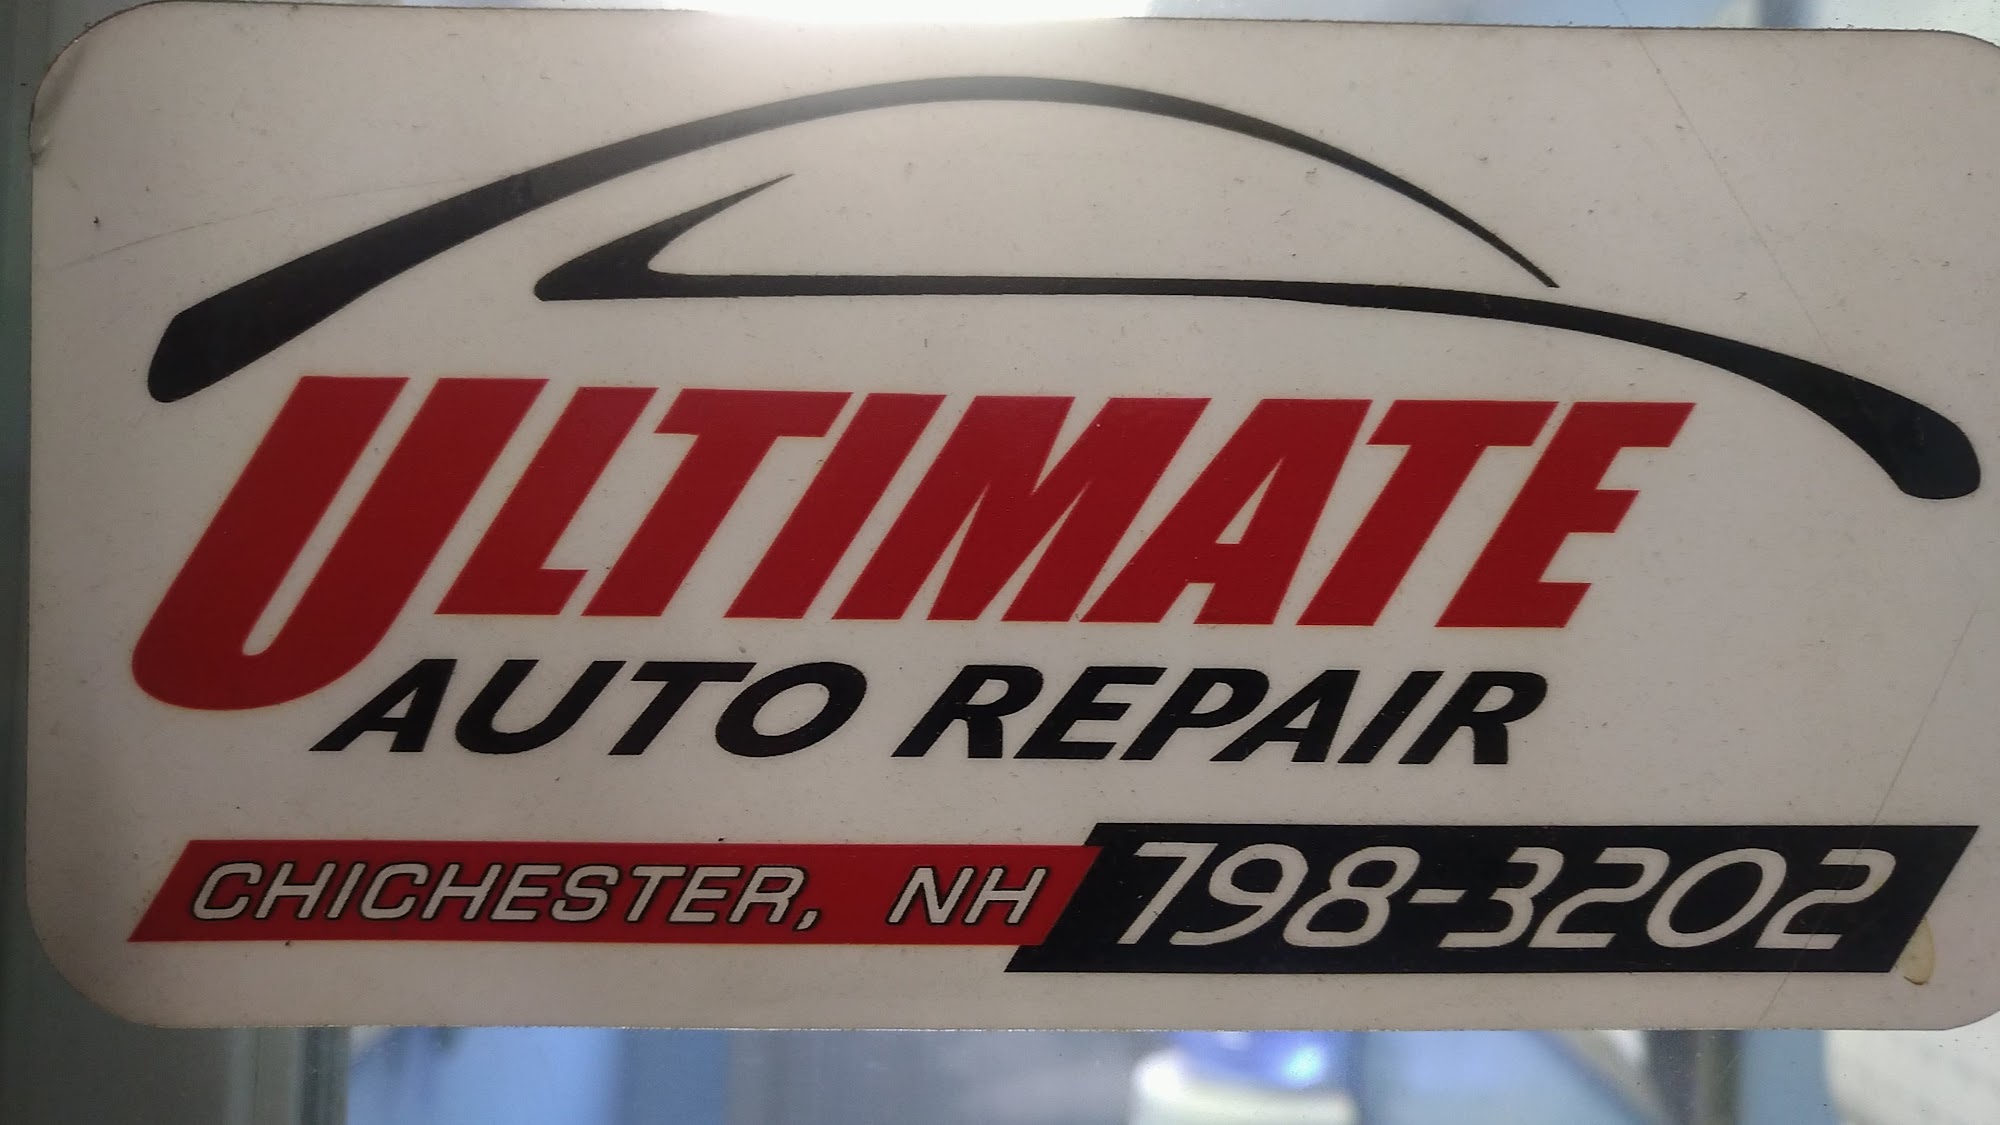 ULTIMATE
AUTO REPAIR
CHICHESTER, NH 798-3202